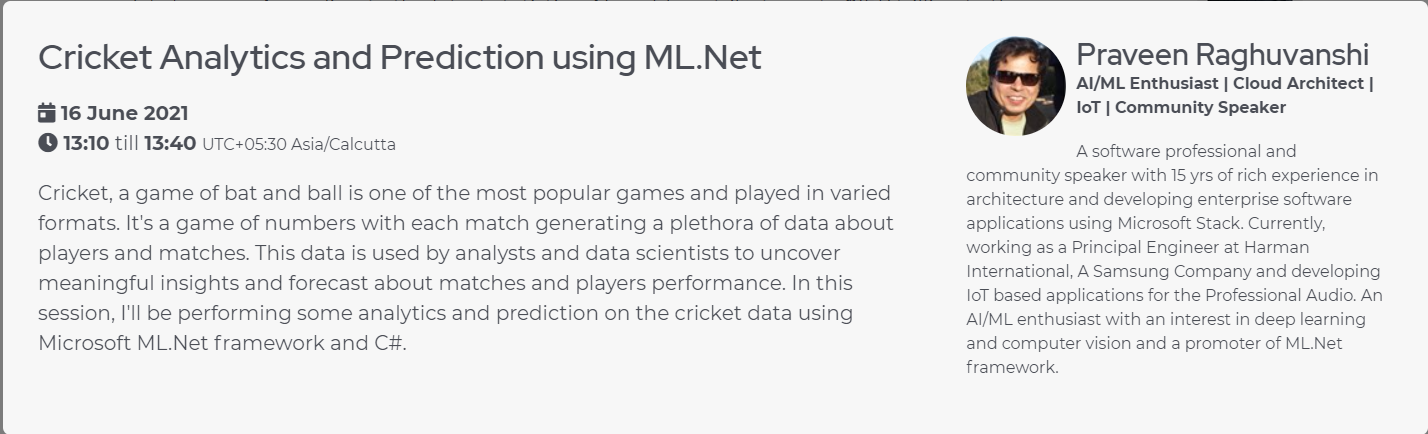 Cricket Analytics and Prediction using ML.Net
16 June 2021
13:10 till 13:40 UTC+05:30 Asia/Calcutta
Cricket, a game of bat and ball is one of the most popular games and played in varied
formats. It's a game of numbers with each match generating a plethora of data about
players and matches. This data is used by analysts and data scientists to uncover
meaningful insights and forecast about matches and players performance. In this
session, I'll be performing some analytics and prediction on the cricket data using
Microsoft ML.Net framework and C#.
Praveen Raghuvanshi
AI/ML Enthusiast | Cloud Architect |
IoT | Community Speaker
A software professional and
community speaker with 15 yrs of rich experience in
architecture and developing enterprise software
applications using Microsoft Stack. Currently,
working as a Principal Engineer at Harman
International, A Samsung Company and developing
IoT based applications for the Professional Audio. An
AI/ML enthusiast with an interest in deep learning
and computer vision and a promoter of ML.Net
framework.